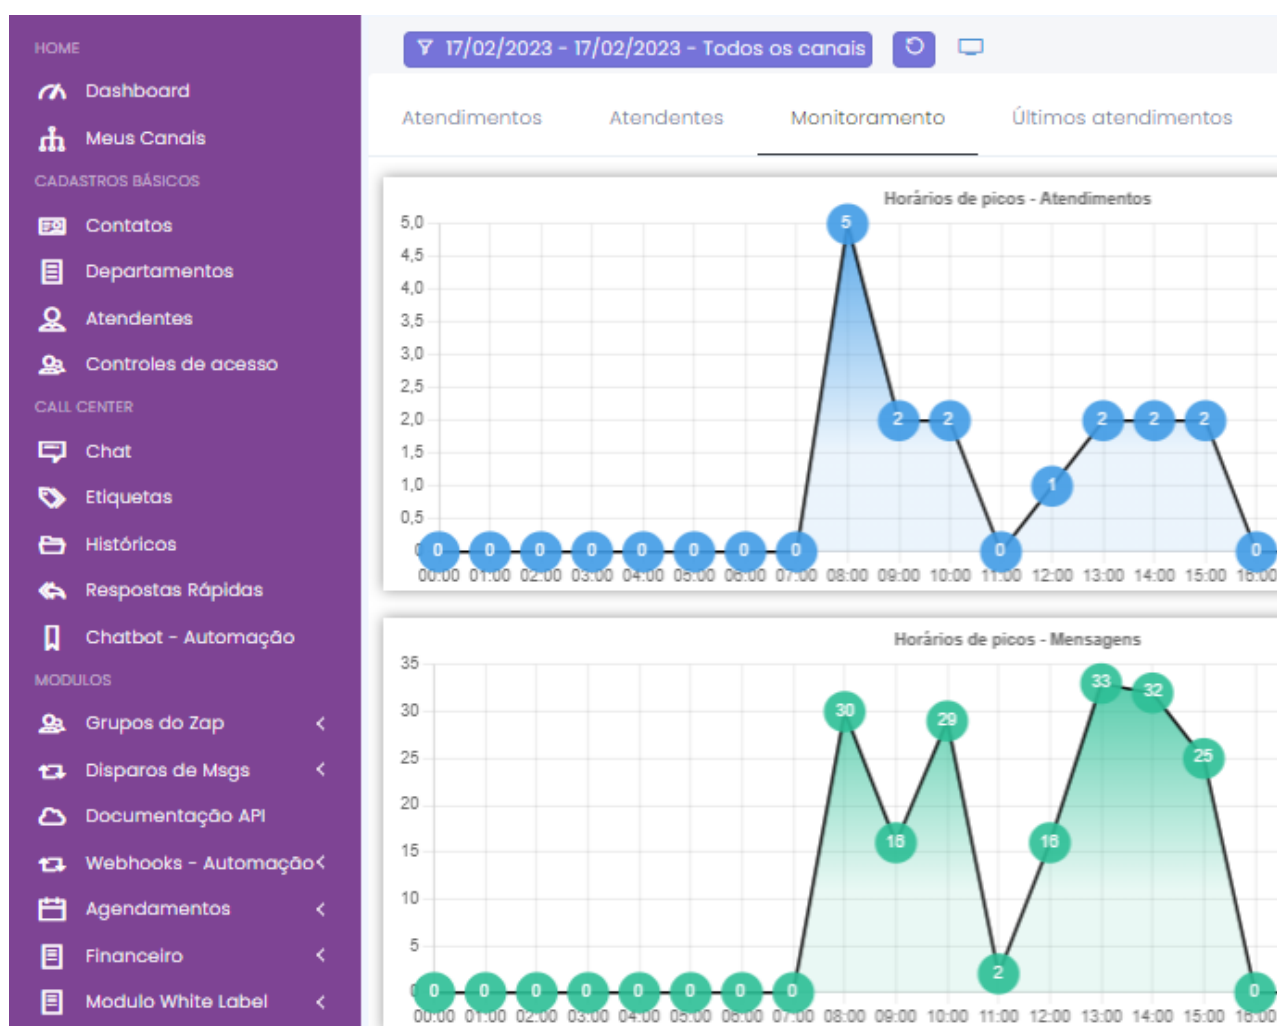 HOME
Dashboard
Meus Canais
CADASTROS BÁSICOS
Contatos
Departamentos
Atendentes
Controles de acesso
CALL CENTER
Chat
Etiquetas
Históricos
Respostas Rápidas
Chatbot - Automação
MODULOS
Grupos do Zap
Disparos de Msgs
Documentação API
Webhooks - Automação
Agendamentos
Financeiro
Modulo White Label
17/02/2023 - 17/02/2023 - Todos os canais
Atendimentos Atendentes Monitoramento Últimos atendimentos
Horários de picos - Atendimentos
5,0
4,5
4,0
3,5
3,0
2,5
2,0
1,5
1,0
0,5
5
2 2 2 2 2
1
0 0 0 0 0 0 0 0 0 0
00:00 01:00 02:00 03:00 04:00 05:00 06:00 07:00 08:00 09:00 10:00 11:00 12:00 13:00 14:00 15:00 16:00
Horários de picos - Mensagens
35
30
25
20
15
10
5
30 16 29 2 16 33 32 25
0 0 0 0 0 0 0 0 0
00:00 01:00 02:00 03:00 04:00 05:00 06:00 07:00 08:00 09:00 10:00 11:00 12:00 13:00 14:00 15:00 16:00